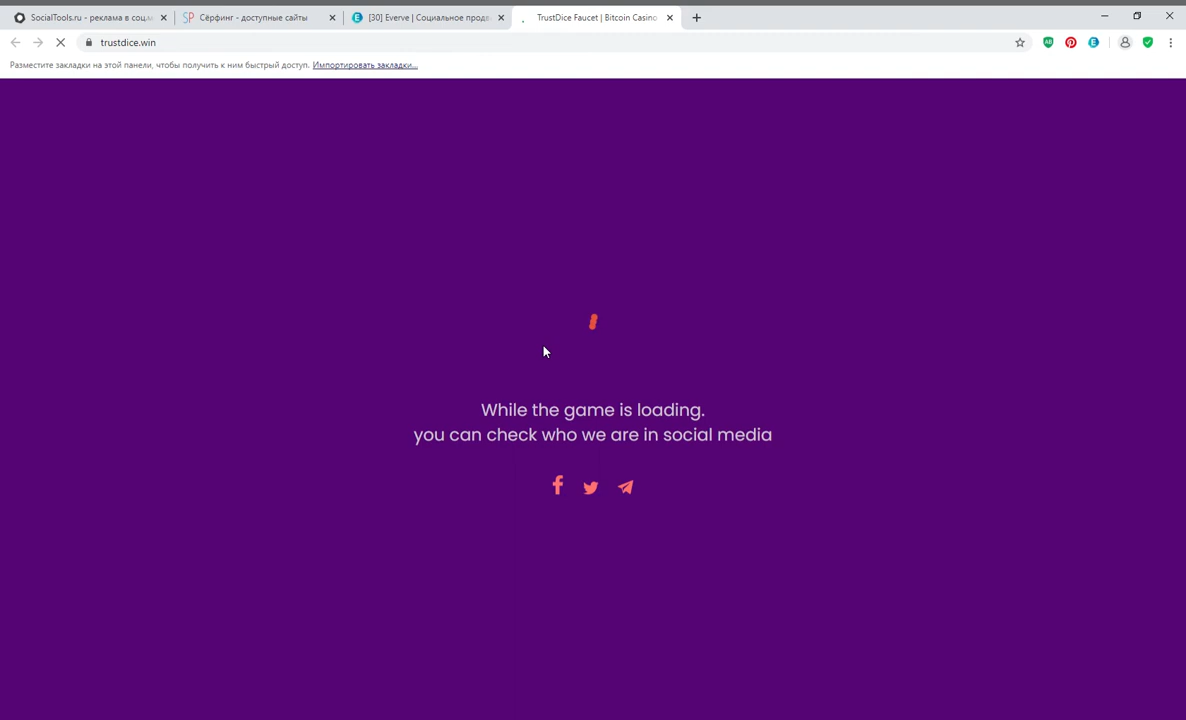 SocialTools.ru - реклама в соц
Сёрфинг - доступные сайты
[30] Everve | Социальное продв
TrustDice Faucet | Bitcoin Casino
trustdice.win
Разместите закладки на этой панели, чтобы получить к ним быстрый доступ. Импортировать закладки...
While the game is loading.
you can check who we are in social media